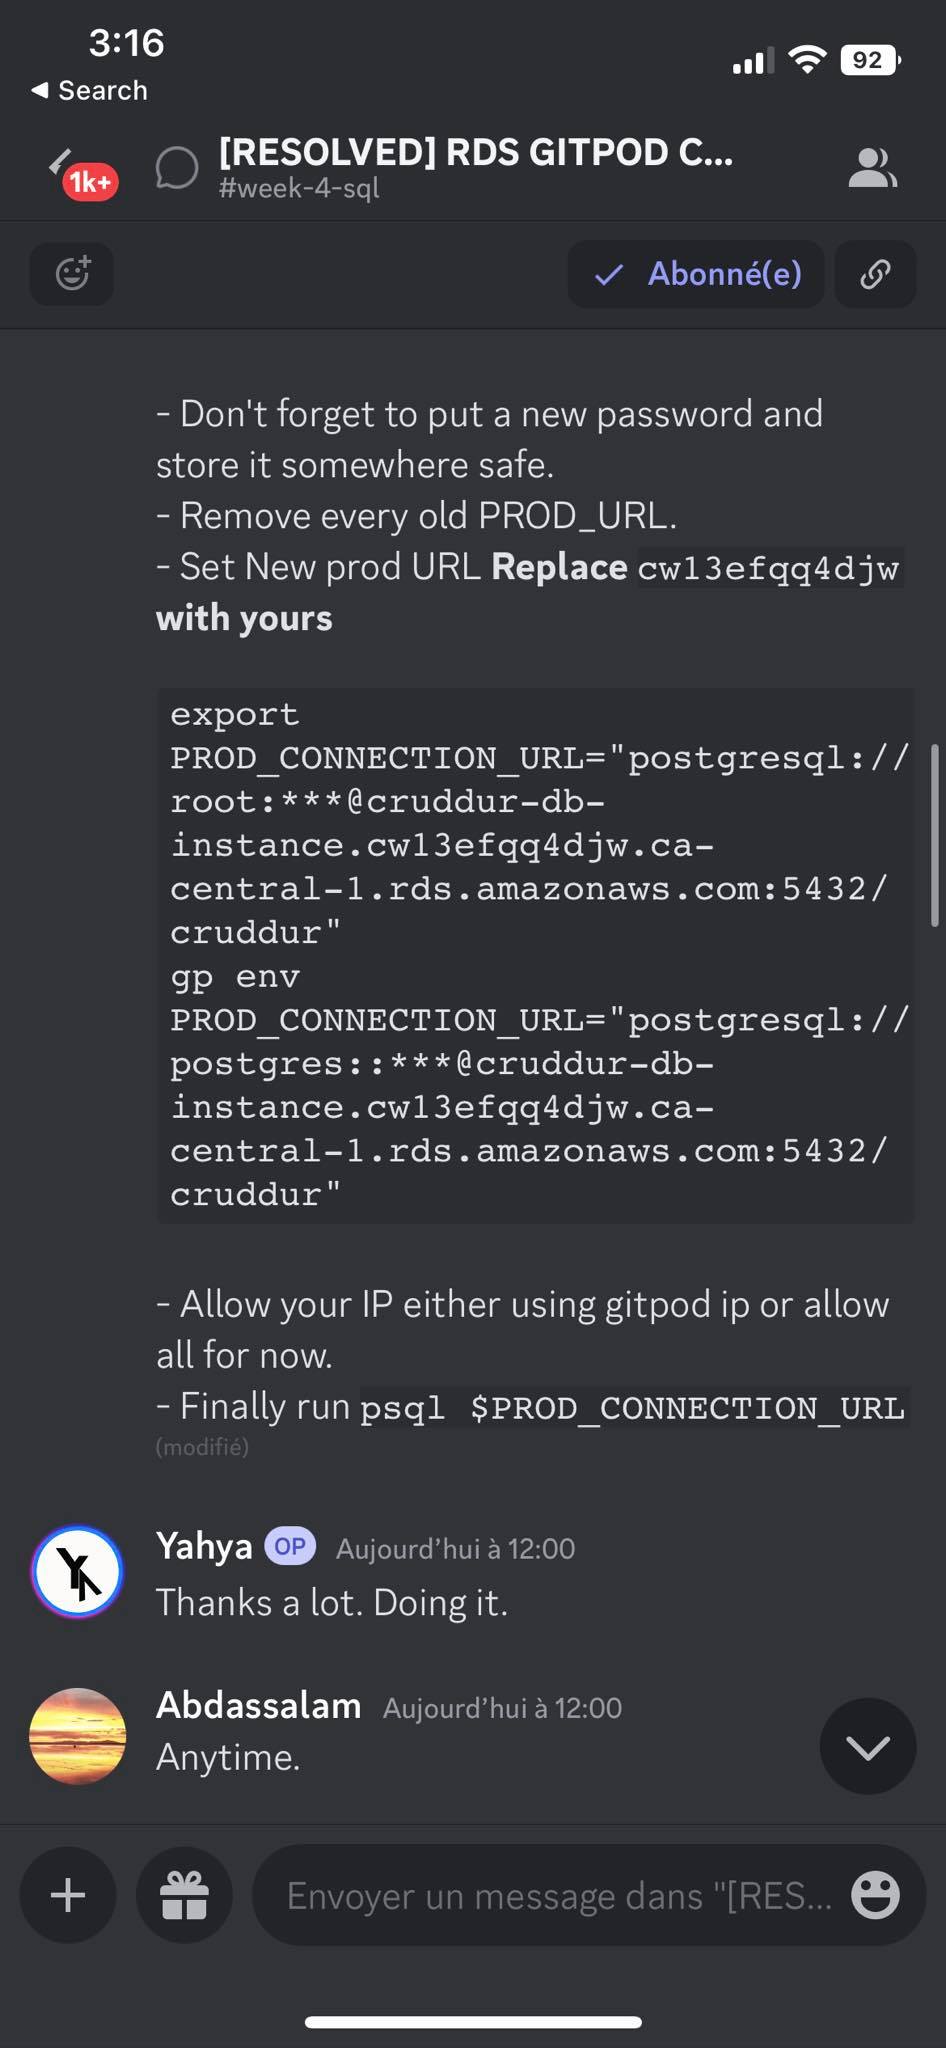 3:16
92
◀ Search
1k+
[RESOLVED] RDS GITPOD C...
#week-4-sql
Abonné(e)
- Don't forget to put a new password and
store it somewhere safe.
- Remove every old PROD_URL.
- Set New prod URL Replace cw13efqq4djw
with yours
export
PROD_CONNECTION_URL="postgresql://
root:***@cruddur-db-
instance.cw13efqq4djw.ca-
central-1.rds.amazonaws.com:5432/
cruddur"
gp env
PROD_CONNECTION_URL="postgresql://
postgres::***@cruddur-db-
instance.cw13efqq4djw.ca-
central-1.rds.amazonaws.com:5432/
cruddur"
- Allow your IP either using gitpod ip or allow
all for now.
- Finally run psql $PROD_CONNECTION_URL
(modifié)
Yahya OP Aujourd'hui à 12:00
Thanks a lot. Doing it.
Abdassalam Aujourd'hui à 12:00
Anytime.
Envoyer un message dans "[RES...